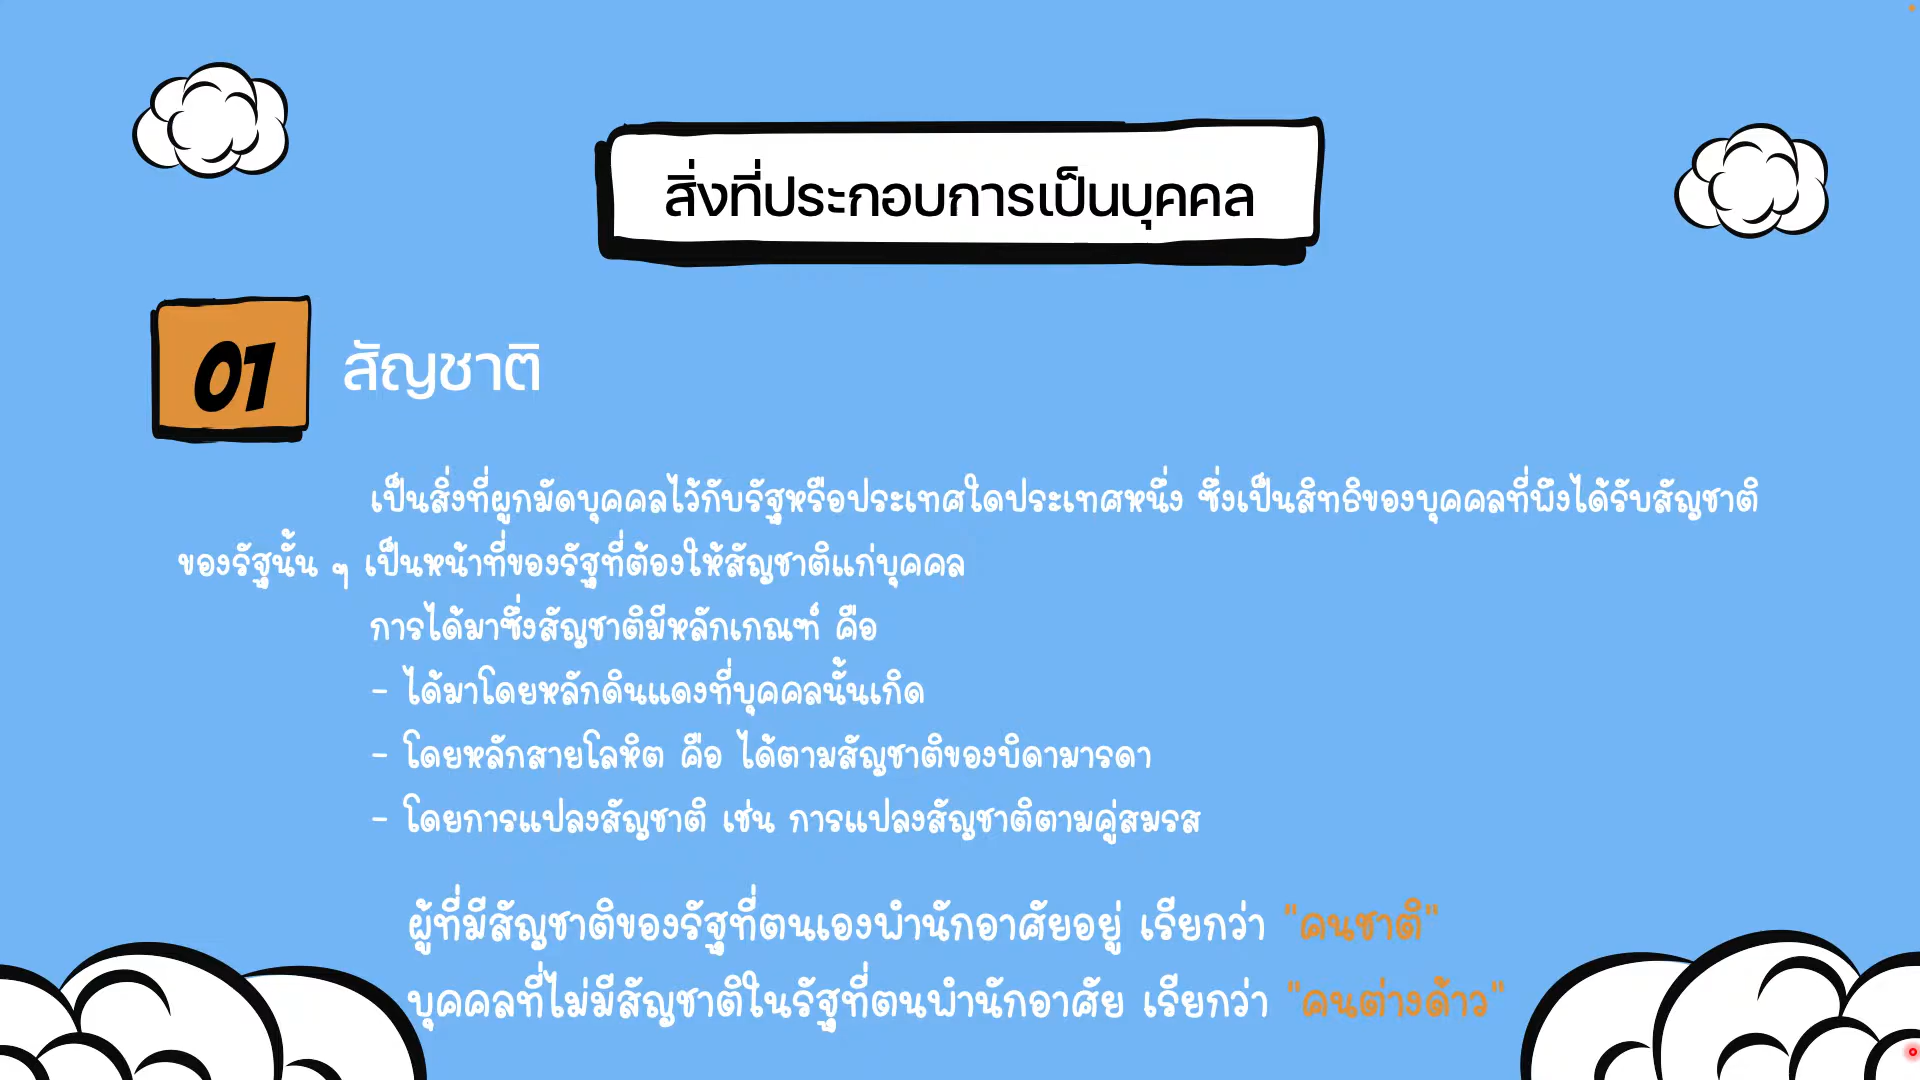 สิ่งที่ประกอบการเป็นบุคคล
01
สัญชาติ
เป็นสิ่งที่ผูกมัดบุคคลไว้กับรัฐหรือประเทศใดประเทศหนึ่ง ซึ่งเป็นสิทธิของบุคคลที่พึงได้รับสัญชาติ
ของรัฐนั้น ๆ เป็นหน้าที่ของรัฐที่ต้องให้สัญชาติแก่บุคคล
การได้มาซึ่งสัญชาติมีหลักเกณฑ์ คือ
- ได้มาโดยหลักดินแดงที่บุคคลนั้นเกิด
- โดยหลักสายโลหิต คือ ได้ตามสัญชาติของบิดามารดา
- โดยการแปลงสัญชาติ เช่น การแปลงสัญชาติตามคู่สมรส
ผู้ที่มีสัญชาติของรัฐที่ตนเองพำนักอาศัยอยู่ เรียกว่า "คนชาติ"
บุคคลที่ไม่มีสัญชาติในรัฐที่ตนพำนักอาศัย เรียกว่า "คนต่างด้าว"